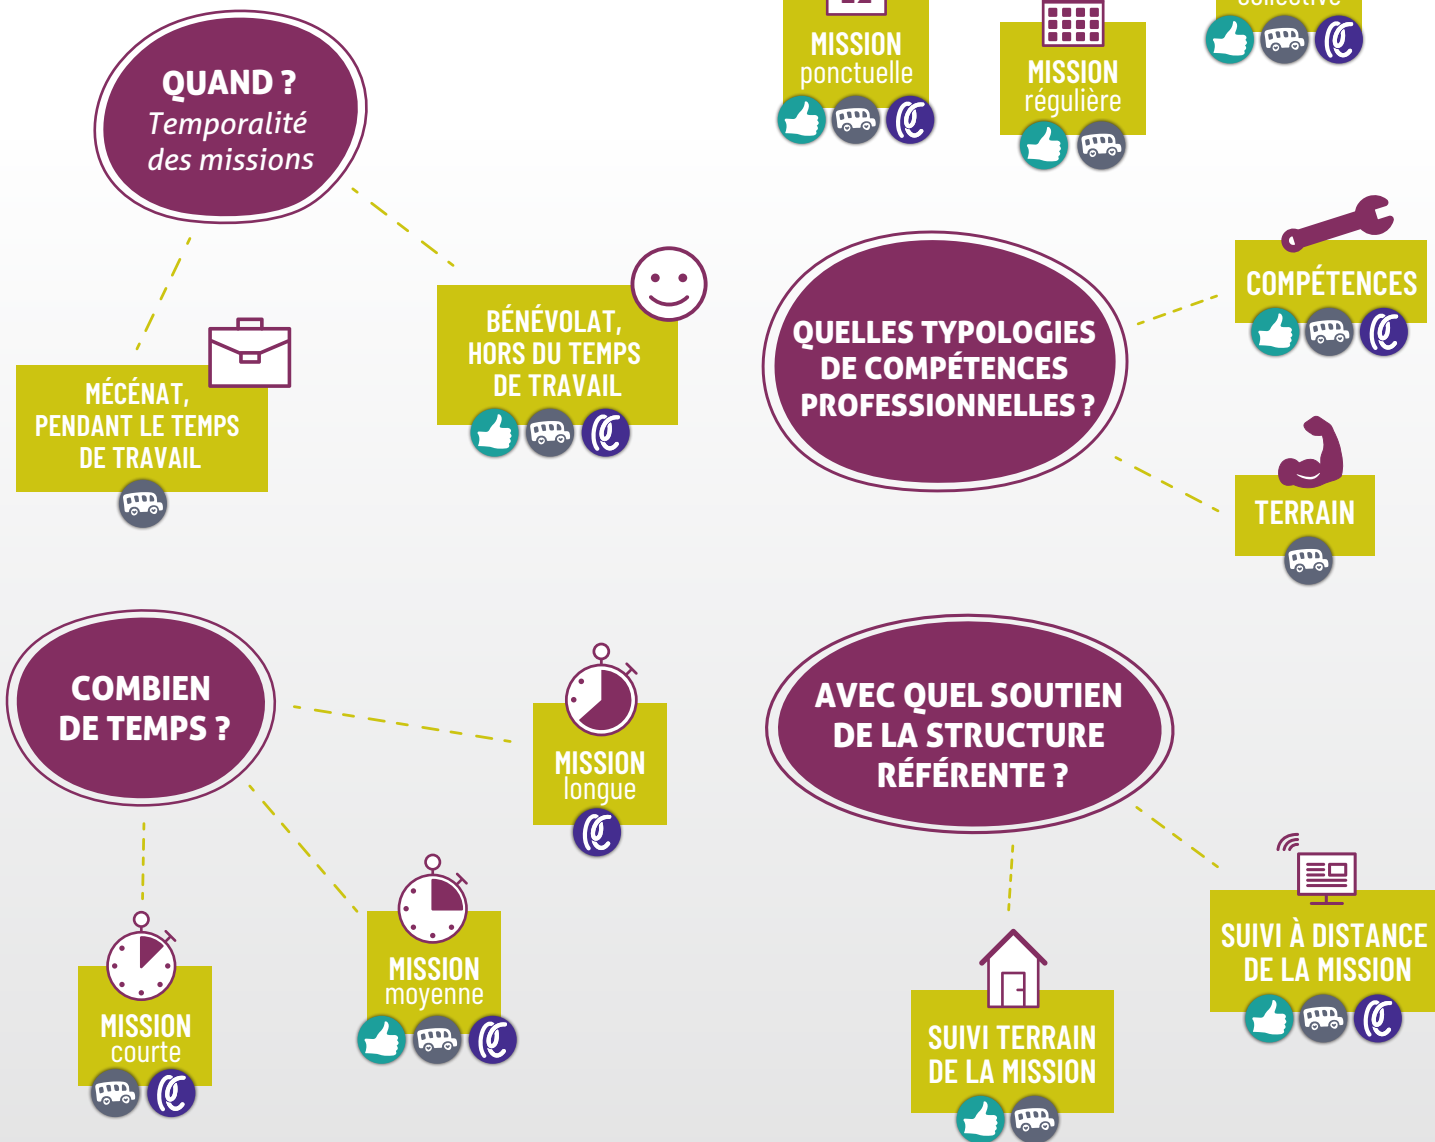 QUAND ?
Temporalité
des missions
MÉCÉNAT,
PENDANT LE TEMPS
DE TRAVAIL
BÉNÉVOLAT,
HORS DU TEMPS
DE TRAVAIL
MISSION
ponctuelle
MISSION
régulière
collective
QUELLES TYPOLOGIES
DE COMPÉTENCES
PROFESSIONNELLES ?
COMPÉTENCES
TERRAIN
COMBIEN
DE TEMPS ?
MISSION
longue
MISSION
moyenne
MISSION
courte
AVEC QUEL SOUTIEN
DE LA STRUCTURE
RÉFÉRENTE ?
SUIVI À DISTANCE
DE LA MISSION
SUIVI TERRAIN
DE LA MISSION